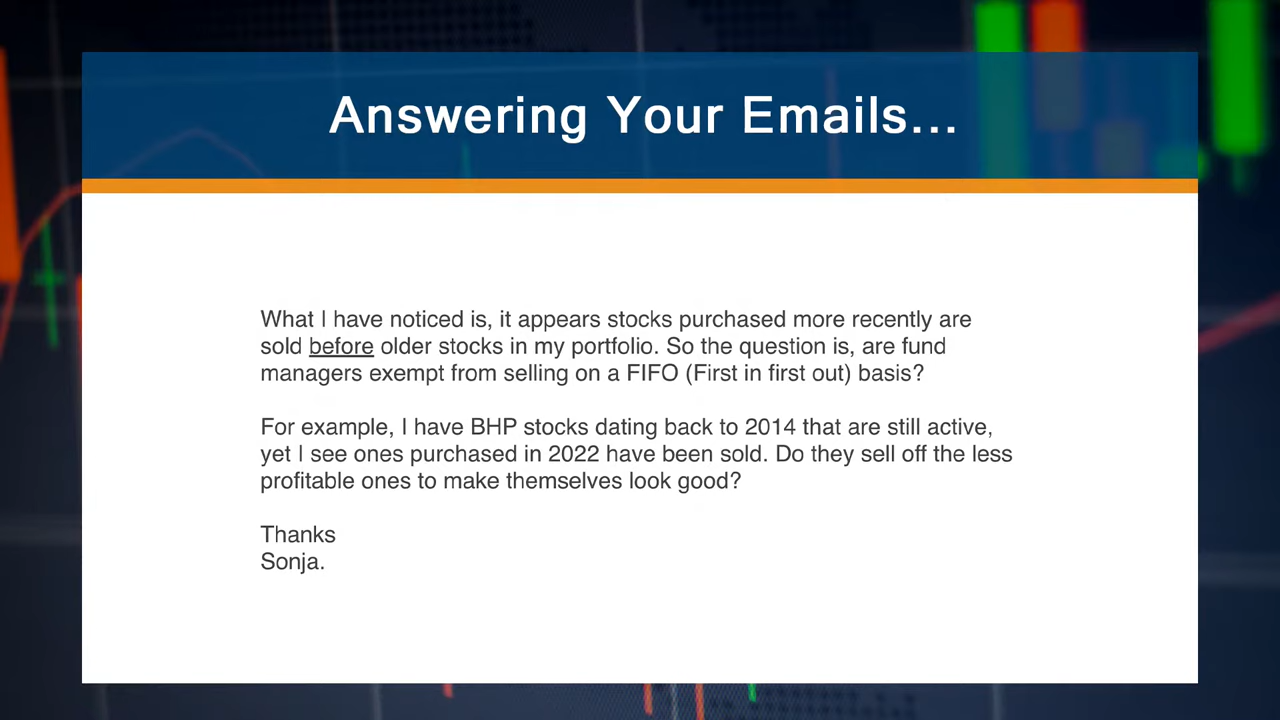 Answering Your Emails...
What I have noticed is, it appears stocks purchased more recently are
sold before older stocks in my portfolio. So the question is, are fund
managers exempt from selling on a FIFO (First in first out) basis?
For example, I have BHP stocks dating back to 2014 that are still active,
yet I see ones purchased in 2022 have been sold. Do they sell off the less
profitable ones to make themselves look good?
Thanks
Sonja.